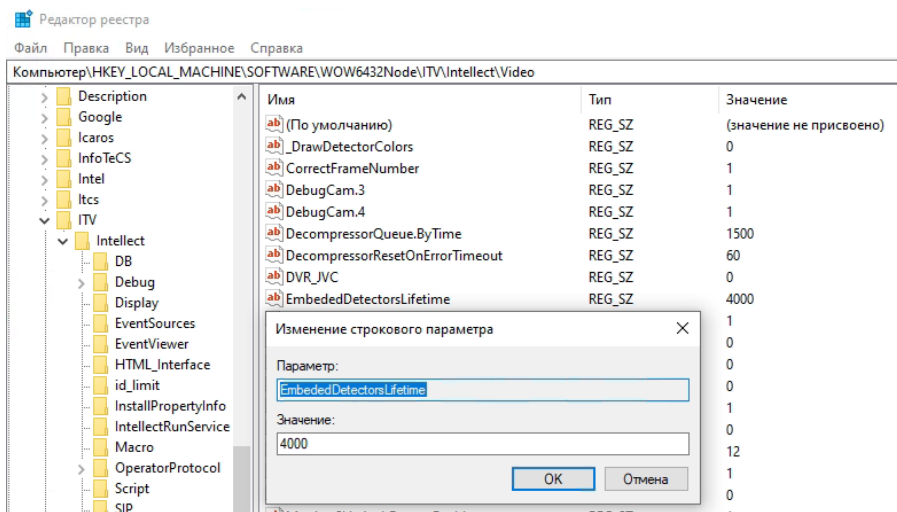 Редактор реестра
Файл Правка Вид Избранное Справка
Компьютер\HKEY_LOCAL_MACHINE\SOFTWARE\WOW6432Node\ITV\Intellect\Video
Description
Google
Icaros
InfoTeCS
Intel
Itcs
ITV
Intellect
DB
Debug
Display
EventSources
EventViewer
HTML_Interface
id_limit
InstallPropertyInfo
IntellectRunService
Macro
OperatorProtocol
Script
SIP
Имя Тип Значение
(По умолчанию) REG_SZ (значение не присвоено)
_DrawDetectorColors REG_SZ 0
CorrectFrameNumber REG_SZ 1
DebugCam.3 REG_SZ 1
DebugCam.4 REG_SZ 1
DecompressorQueue.ByTime REG_SZ 1500
DecompressorResetOnErrorTimeout REG_SZ 60
DVR_JVC REG_SZ 0
EmbededDetectorsLifetime REG_SZ 4000
1
0
0
1
0
12
1
0
Изменение строкового параметра
Параметр:
EmbededDetectorsLifetime
Значение:
4000
OK Отмена